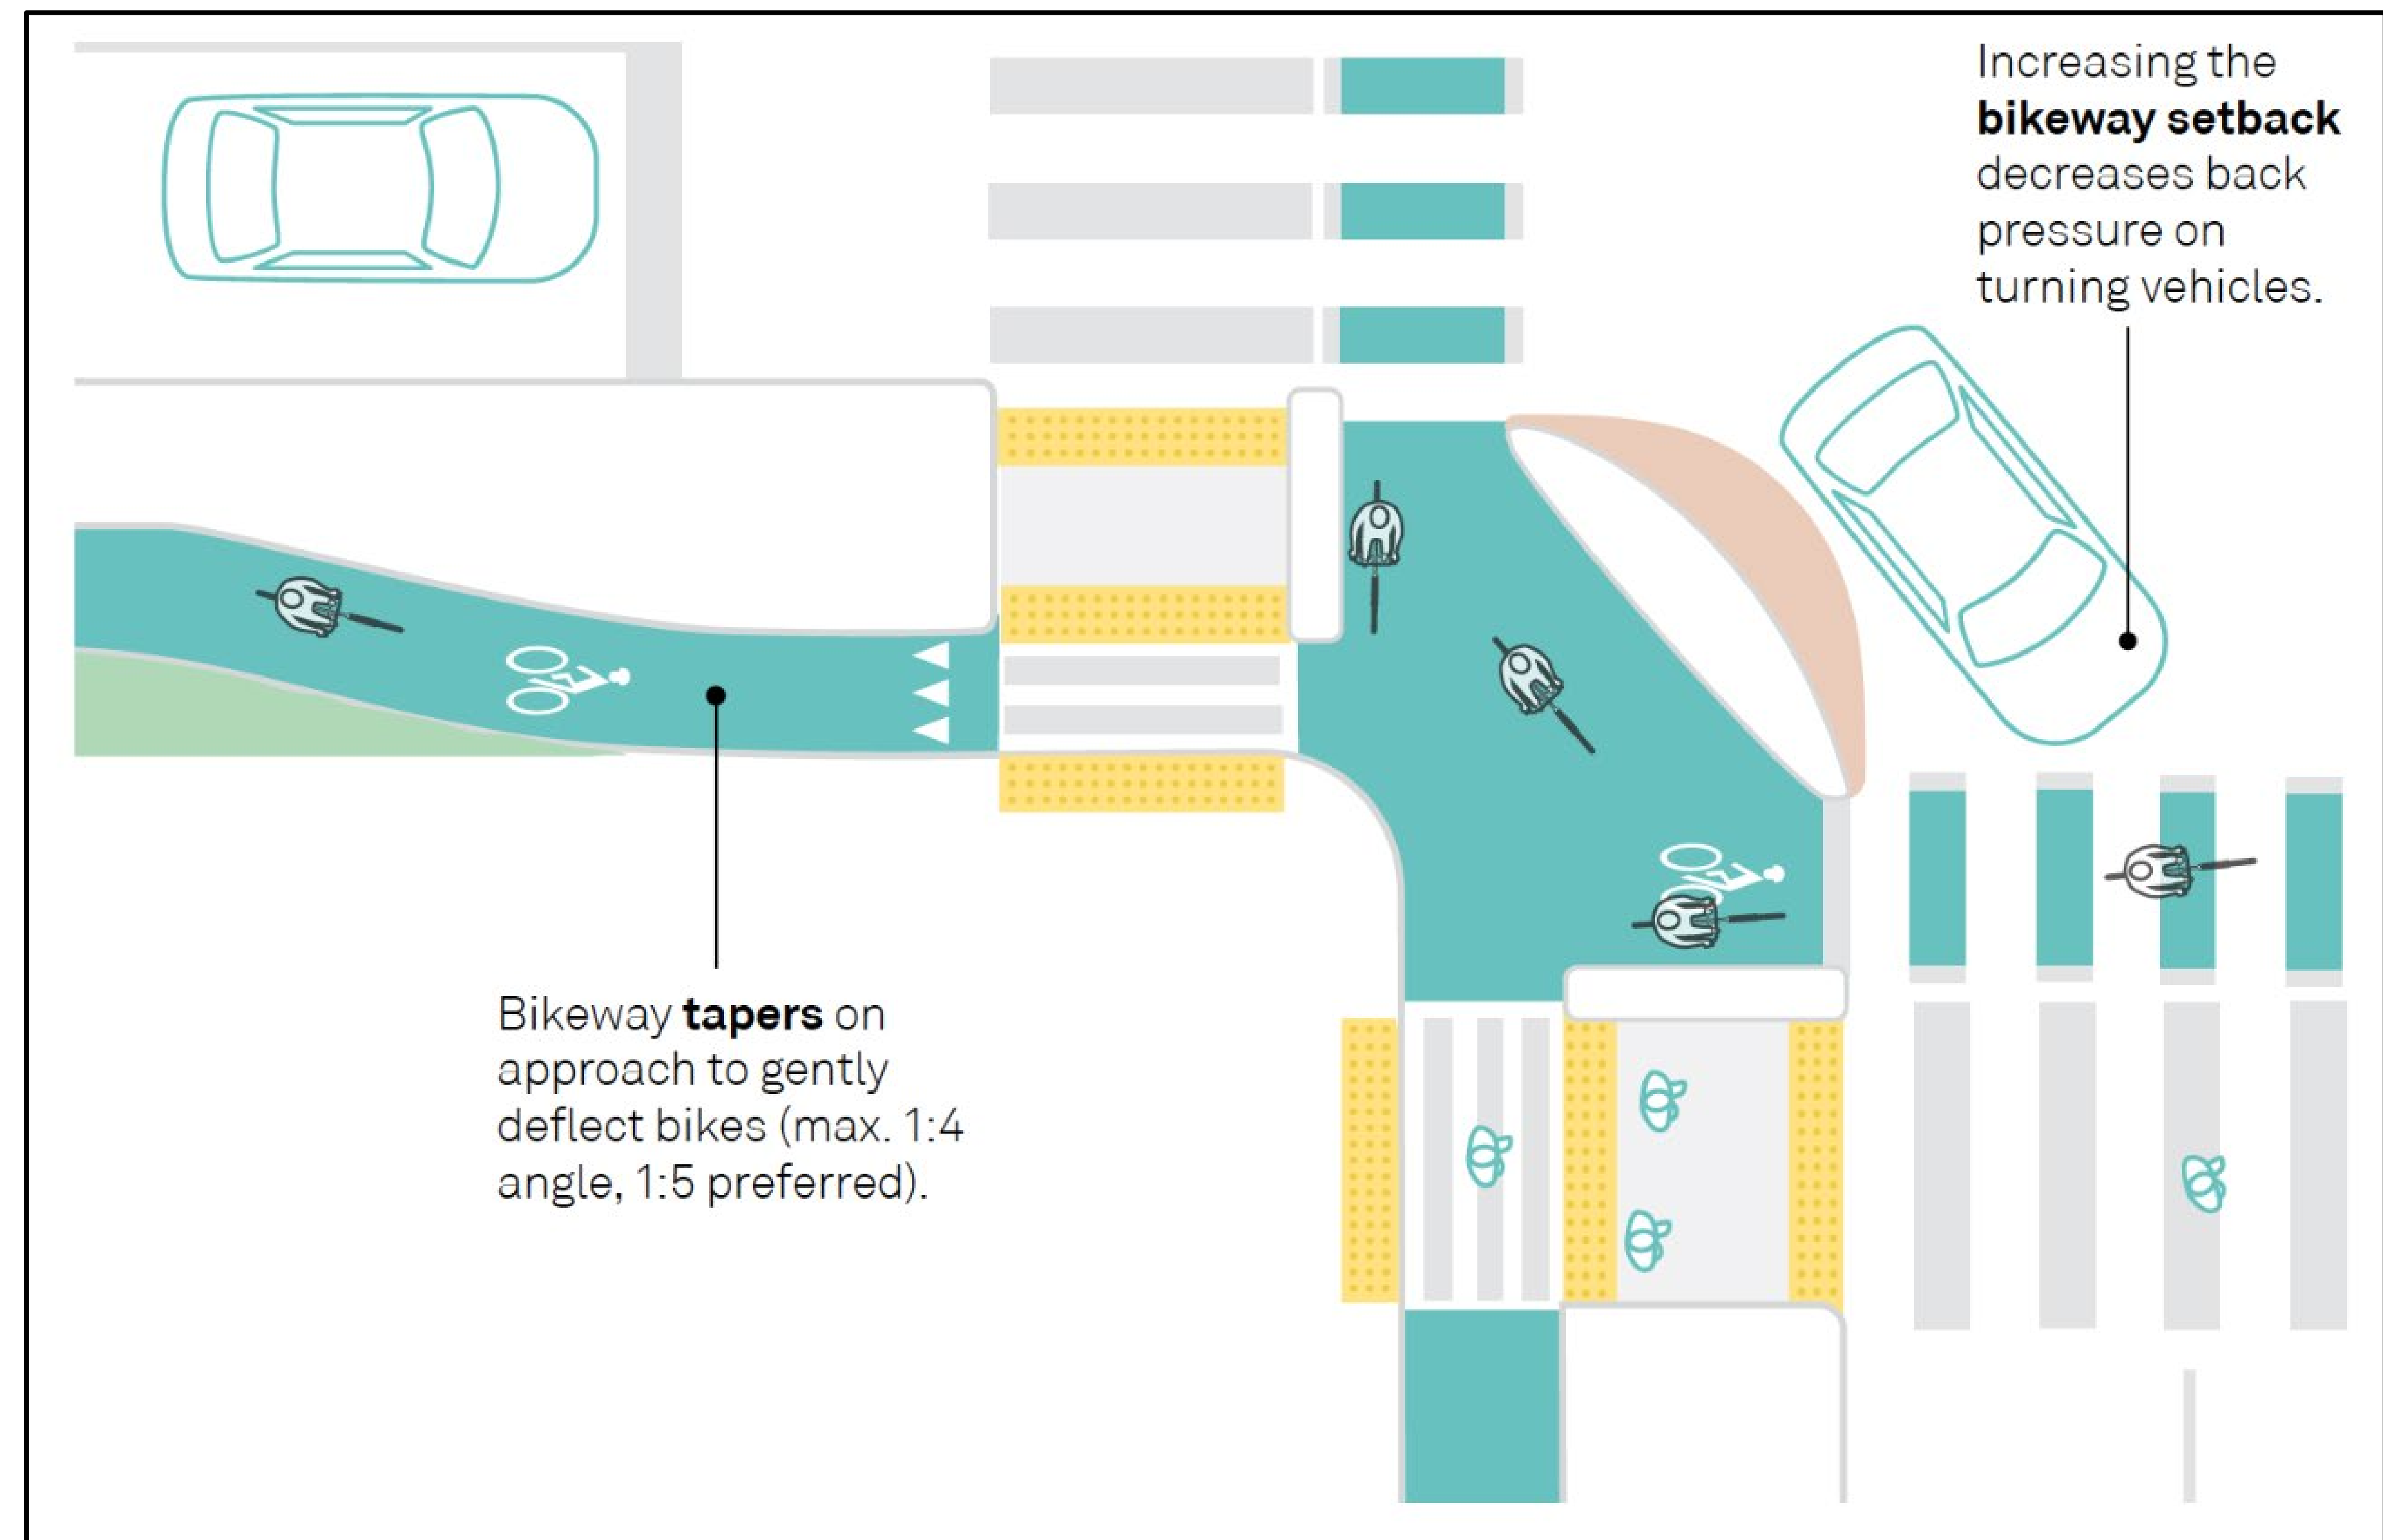 Increasing the
bikeway setback
decreases back
pressure on
turning vehicles.
Bikeway tapers on
approach to gently
deflect bikes (max. 1:4
angle, 1:5 preferred).